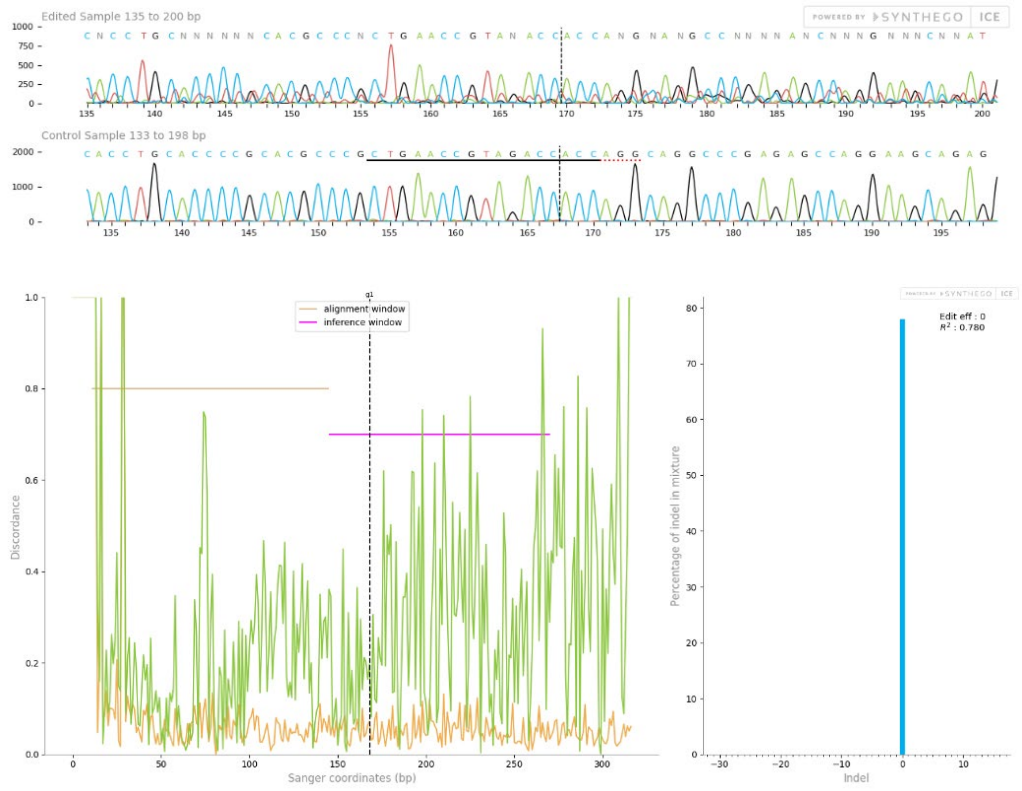 Edited Sample 135 to 200 bp
POWERED BY SYNTHEGO ICE
1000
750
500
250
0
C N C C T G C N N N N N N C A C G C C C N C T G A A C C G T A N A C C A C C A N G N A N G C C N N N N A N C N N N G N N N C N N A T
135 140 145 150 155 160 165 170 175 180 185 190 195 200
Control Sample 133 to 198 bp
2000
1000
0
C A C C T G C A C C C C G C A C G C C C G C T G A A C C G T A G A C C A C C A G G C A G G C C C G A G A G C C A G G A A G C A G A G
135 140 145 150 155 160 165 170 175 180 185 190 195
POWERED BY SYNTHEGO ICE
g1
alignment window
inference window
1.0
0.8
0.6
0.4
0.2
0.0
Discordance
0 50 100 150 200 250 300
Sanger coordinates (bp)
Edit eff : 0
R² : 0.780
80
70
60
50
40
30
20
10
0
Percentage of indel in mixture
−30 −20 −10 0 10
Indel